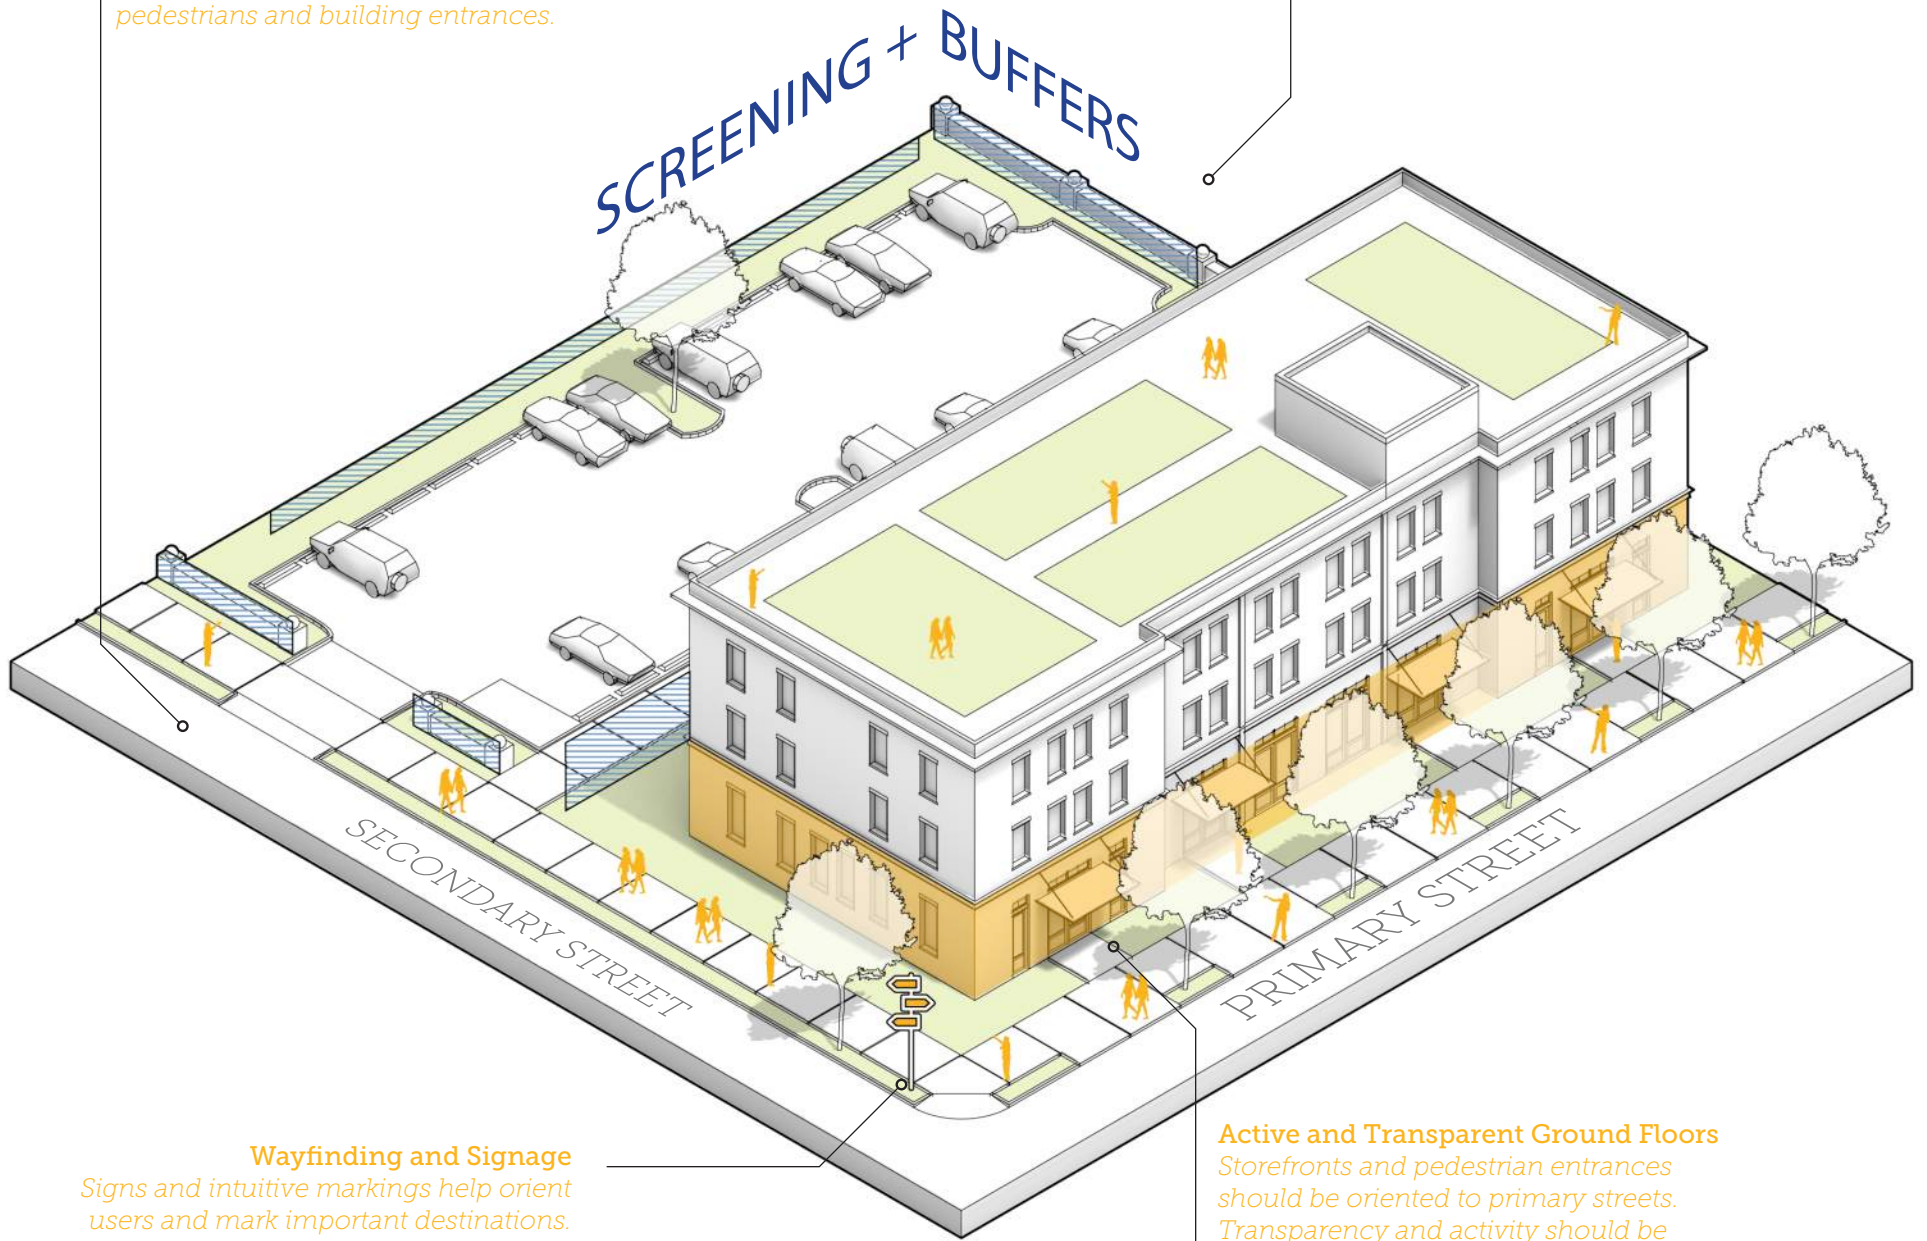 pedestrians and building entrances.
SCREENING + BUFFERS
SECONDARY STREET
PRIMARY STREET
Wayfinding and Signage
Signs and intuitive markings help orient
users and mark important destinations.
Active and Transparent Ground Floors
Storefronts and pedestrian entrances
should be oriented to primary streets.
Transparency and activity should be